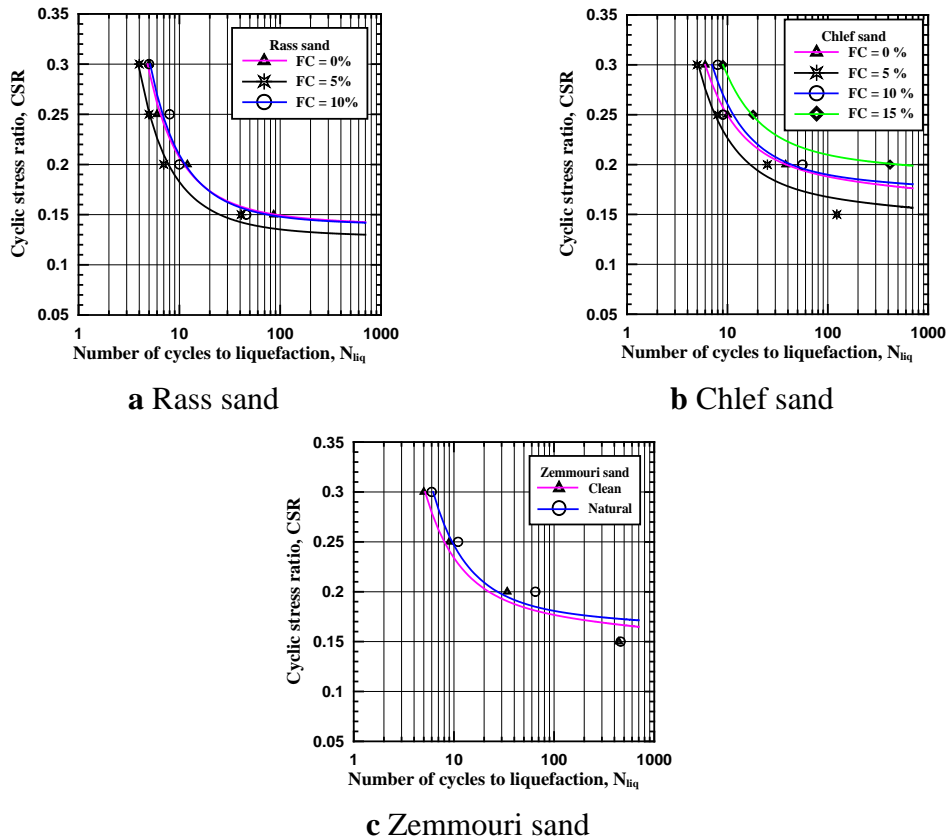 0.35
0.3
0.25
0.2
0.15
0.1
0.05
Cyclic stress ratio, CSR
Rass sand
FC = 0%
FC = 5%
FC = 10%
1 10 100 1000
Number of cycles to liquefaction, Nliq
a Rass sand
0.35
0.3
0.25
0.2
0.15
0.1
0.05
Cyclic stress ratio, CSR
Chlef sand
FC = 0 %
FC = 5 %
FC = 10 %
FC = 15 %
1 10 100 1000
Number of cycles to liquefaction, Nliq
b Chlef sand
0.35
0.3
0.25
0.2
0.15
0.1
0.05
Cyclic stress ratio, CSR
Zemmouri sand
Clean
Natural
1 10 100 1000
Number of cycles to liquefaction, Nliq
c Zemmouri sand